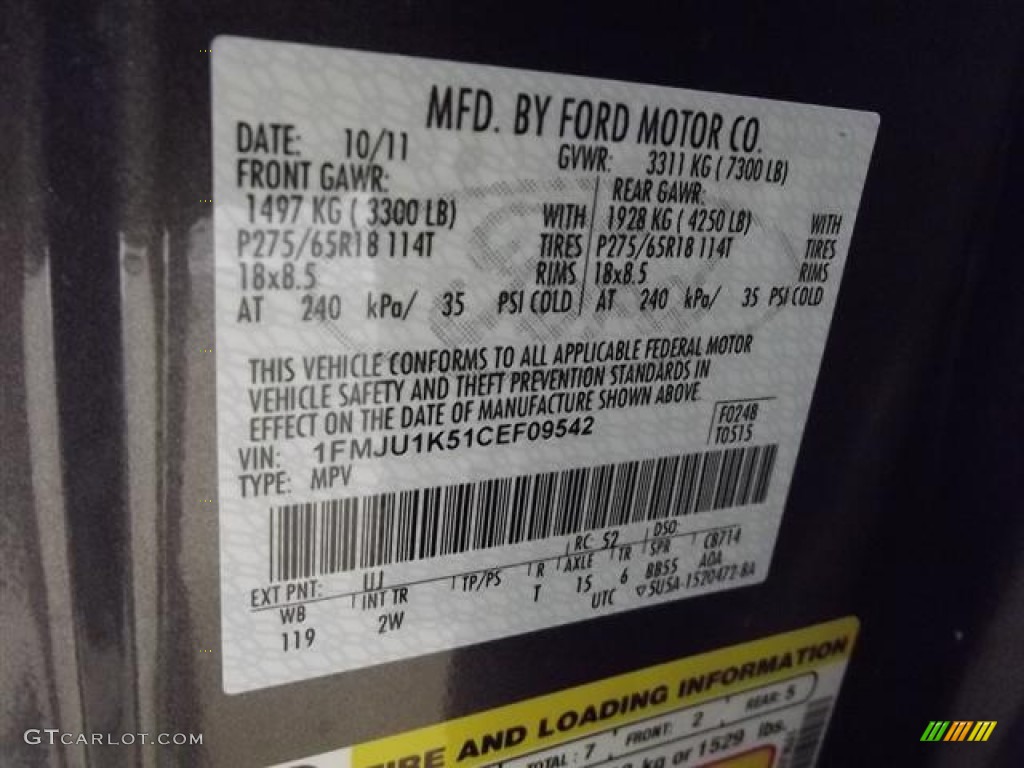 MFD. BY FORD MOTOR CO.
DATE: 10/11 GVWR: 3311 KG ( 7300 LB)
FRONT GAWR: REAR GAWR:
1497 KG ( 3300 LB) WITH 1928 KG ( 4250 LB) WITH
P275/65R18 114T TIRES P275/65R18 114T TIRES
18x8.5 RIMS 18x8.5 RIMS
AT 240 kPa/ 35 PSI COLD AT 240 kPa/ 35 PSI COLD
THIS VEHICLE CONFORMS TO ALL APPLICABLE FEDERAL MOTOR
VEHICLE SAFETY AND THEFT PREVENTION STANDARDS IN
EFFECT ON THE DATE OF MANUFACTURE SHOWN ABOVE.
VIN: 1FMJU1K51CEF09542 F0248
TYPE: MPV T0515
EXT PNT: UJ RC: 52 DSO:
WB INT TR TP/PS R AXLE TR SPR C8714
119 2W T 15 6 BB55 ADA
UTC ▽5U5A-1520472-BA
TIRE AND LOADING INFORMATION
TOTAL : 7 FRONT: 2 REAR: 5
kg or 1529 lbs.
GTCARLOT.COM